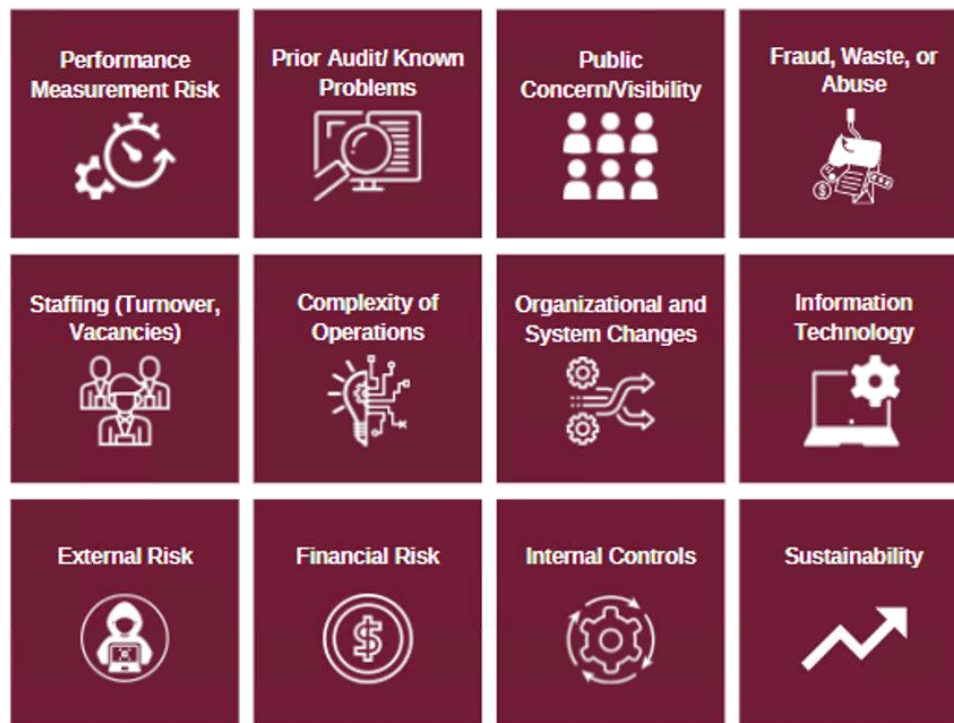 Performance
Measurement Risk
Prior Audit/ Known
Problems
Public
Concern/Visibility
Fraud, Waste, or
Abuse
Staffing (Turnover,
Vacancies)
Complexity of
Operations
Organizational and
System Changes
Information
Technology
External Risk
Financial Risk
Internal Controls
Sustainability